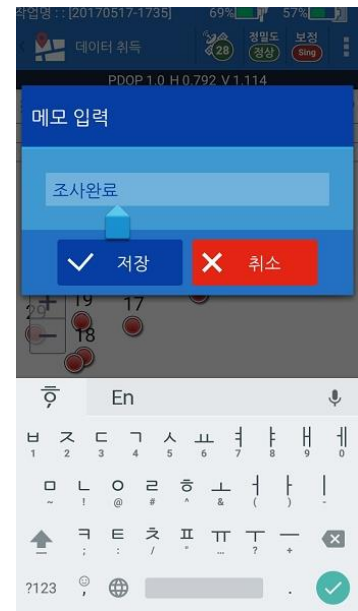 작업명 : : [20170517-1735] 69% 57%
데이터 취득 28 정밀도 정상 보정 Sing
PDOP 1.0 H 0.792 V 1.114
메모 입력
조사완료
저장 취소
+ 19 17
29
− 18
ㅎ En
ㅂ ㅈ ㄷ ㄱ ㅅ ㅛ ㅕ ㅑ ㅐ ㅔ
1 2 3 4 5 6 7 8 9 0
ㅁ ㄴ ㅇ ㄹ ㅎ ㅗ ㅓ ㅏ ㅣ
~ ! @ # ^ & ( ) -
ㅋ ㅌ ㅊ ㅍ ㅠ ㅜ ㅡ
; : / * … ? +
?123 , .